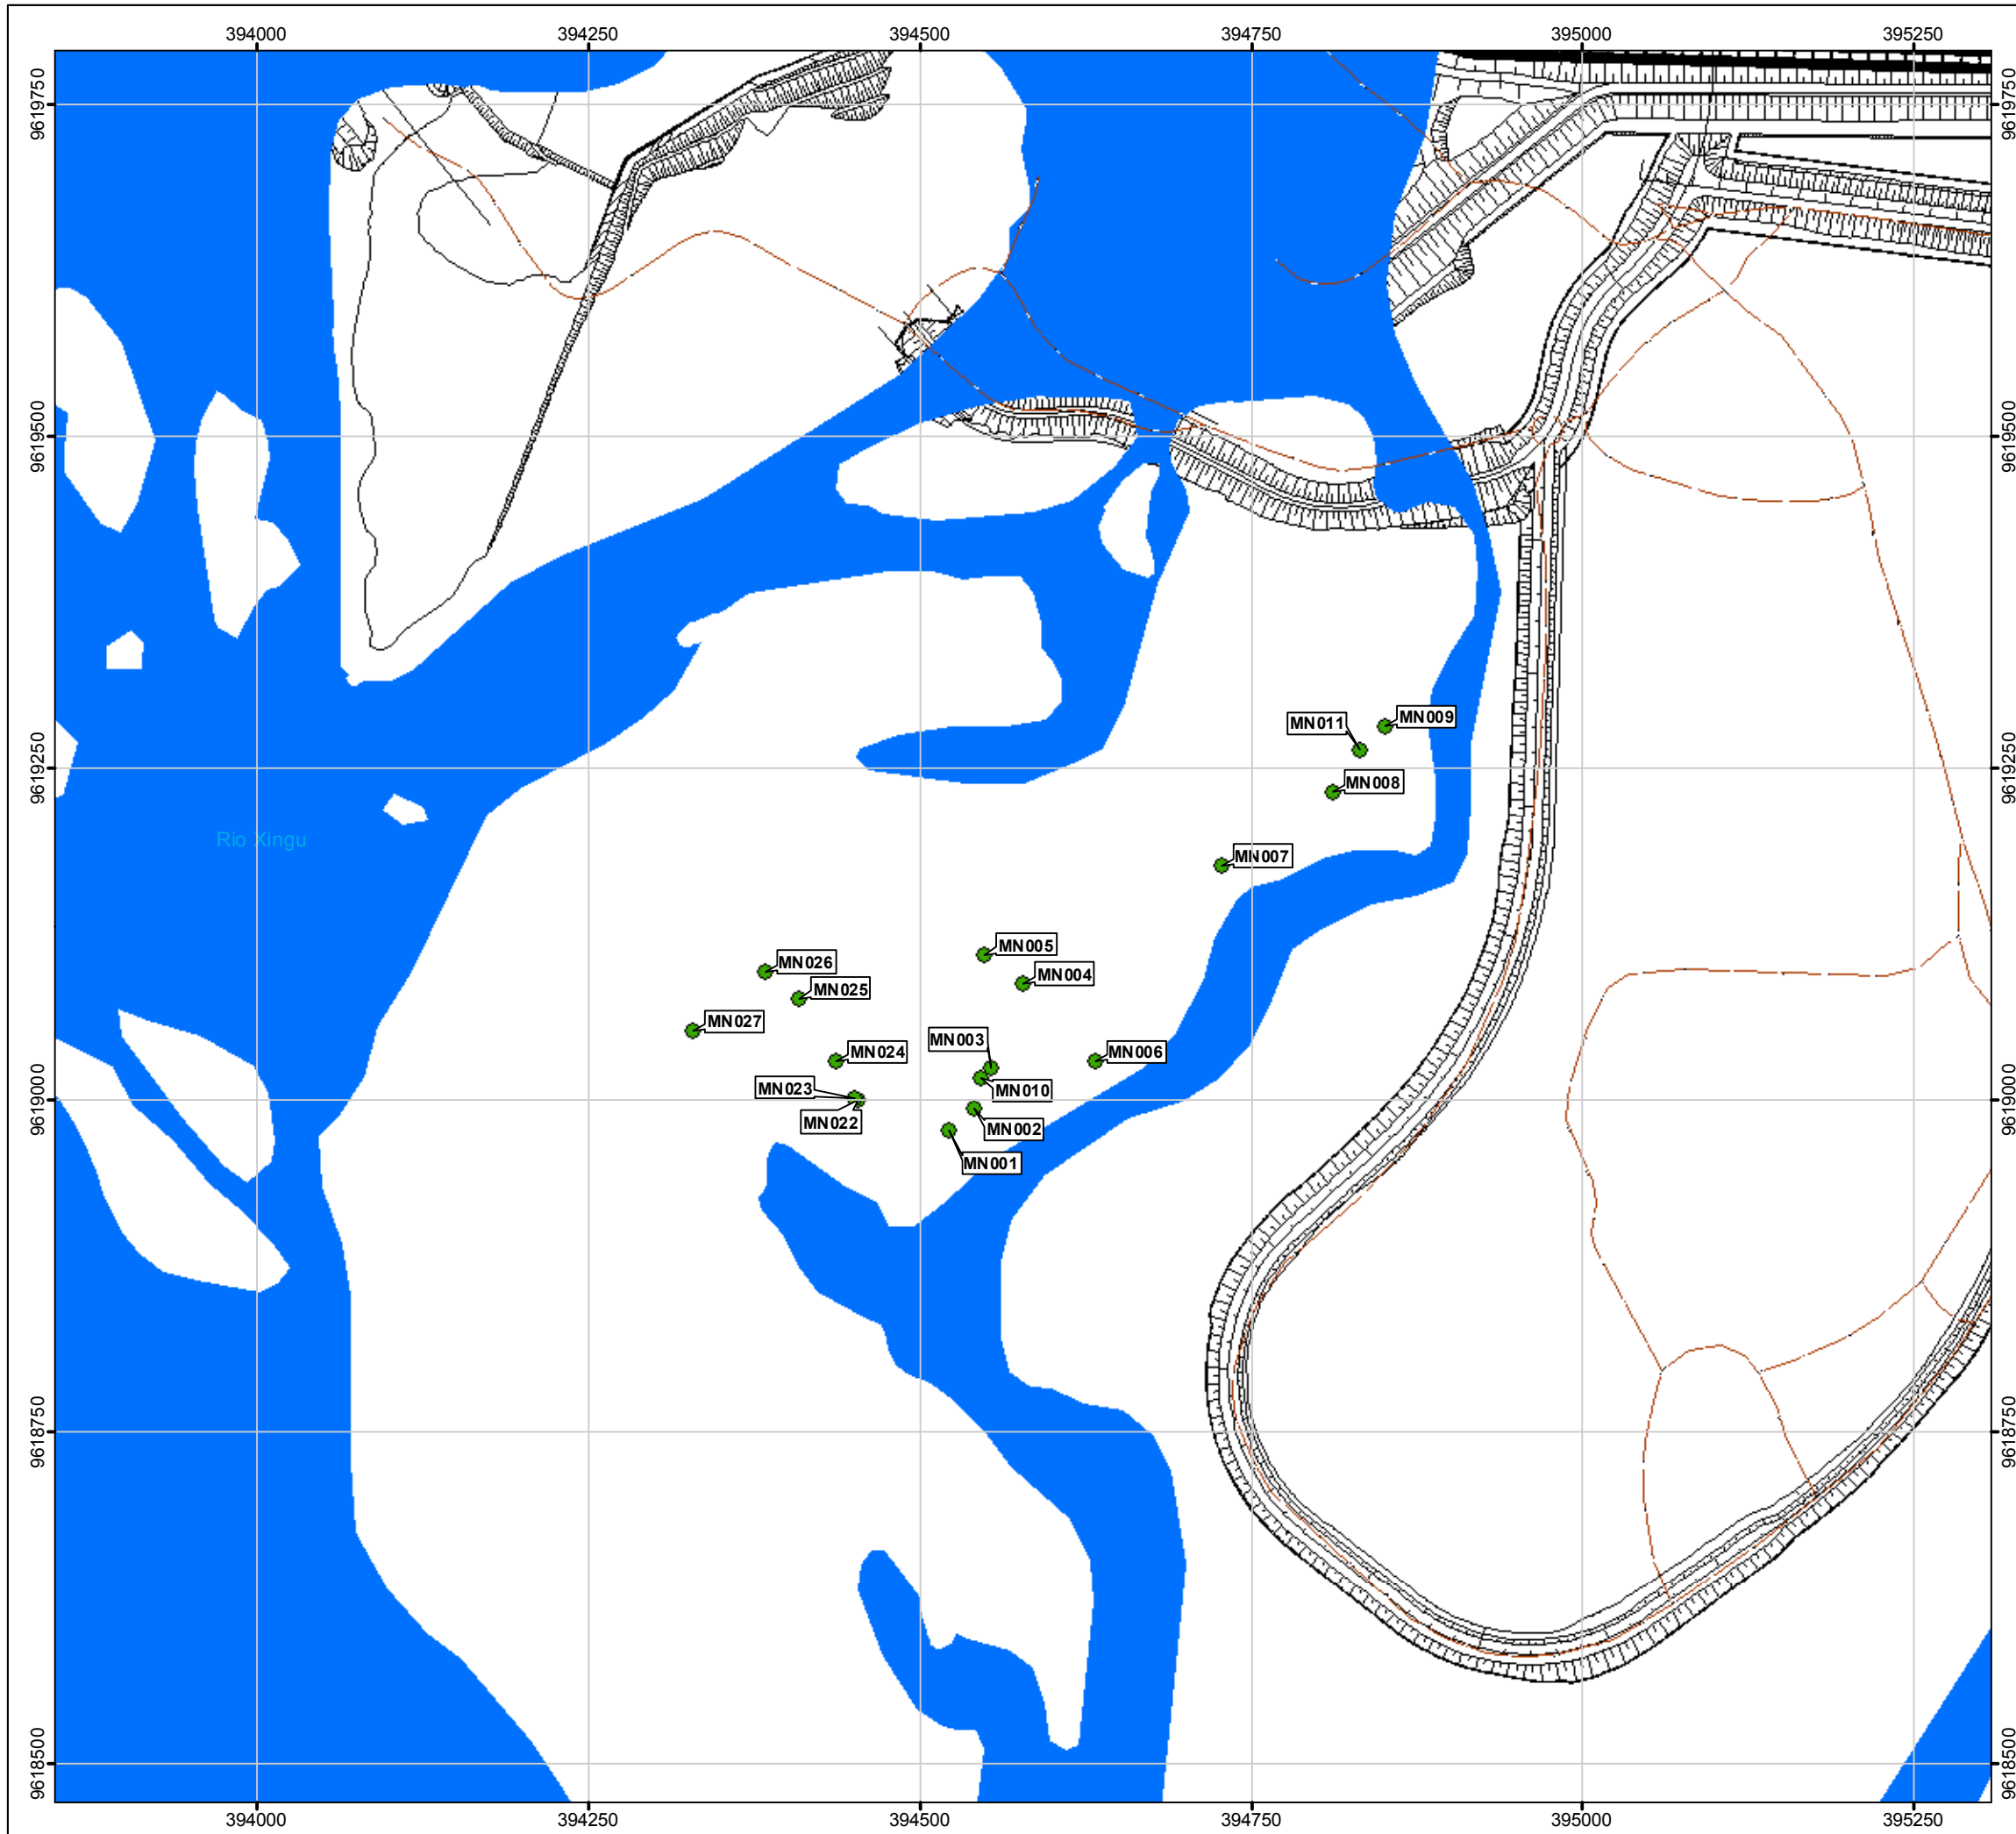 394000 394250 394500 394750 395000 395250
9619750 9619750
9619500 9619500
MN011 MN009
9619250 9619250
MN008
Rio Xingu
MN007
MN005
MN026
MN004
MN025
MN027
MN003
MN024 MN006
MN023 MN010
9619000 9619000
MN022 MN002
MN001
9618750 9618750
9618500 9618500
394000 394250 394500 394750 395000 395250